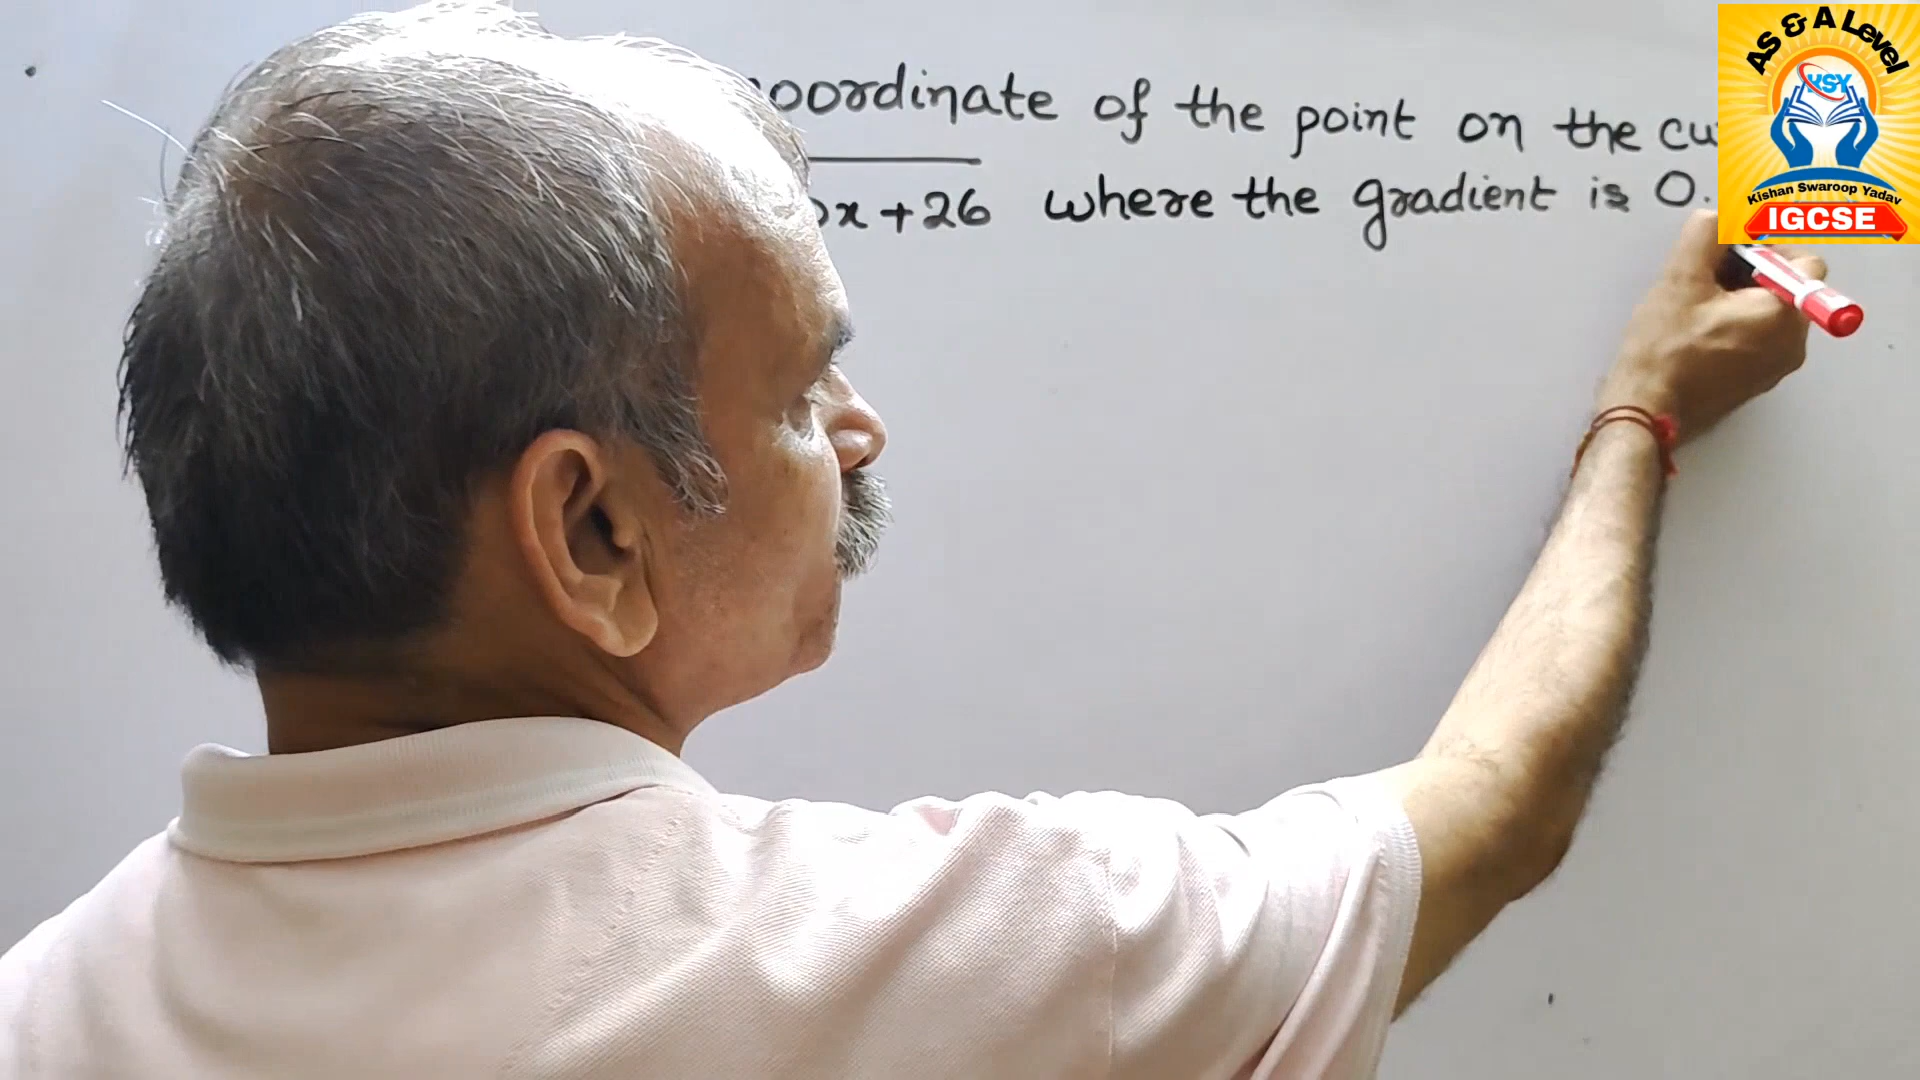 oordinate of the point on the cu
x+26 where the gradient is 0.
AS & A Level
KSY
Kishan Swaroop Yadav
IGCSE